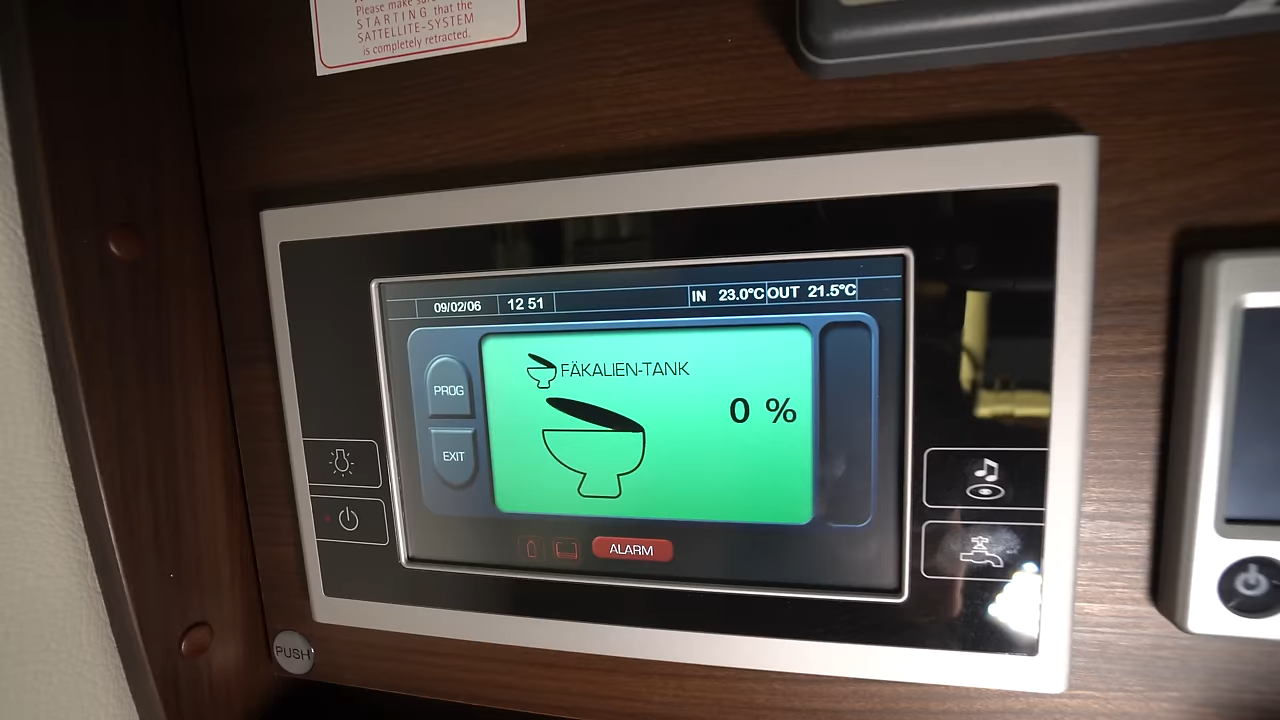 Please make sure
STARTING that the
SATTELLITE-SYSTEM
is completely retracted.
09/02/06 12 51 IN 23.0°C OUT 21.5°C
PROG
FÄKALIEN-TANK
0 %
EXIT
ALARM
PUSH